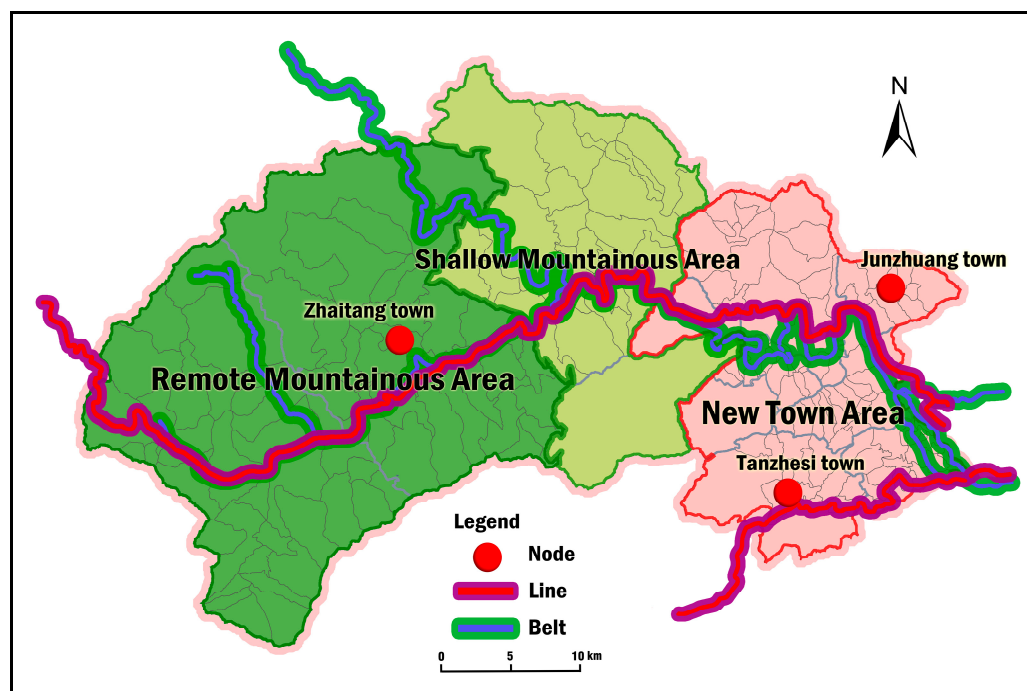 N
Shallow Mountainous Area
Junzhuang town
Zhaitang town
Remote Mountainous Area
New Town Area
Tanzhesi town
Legend
Node
Line
Belt
0 5 10 km